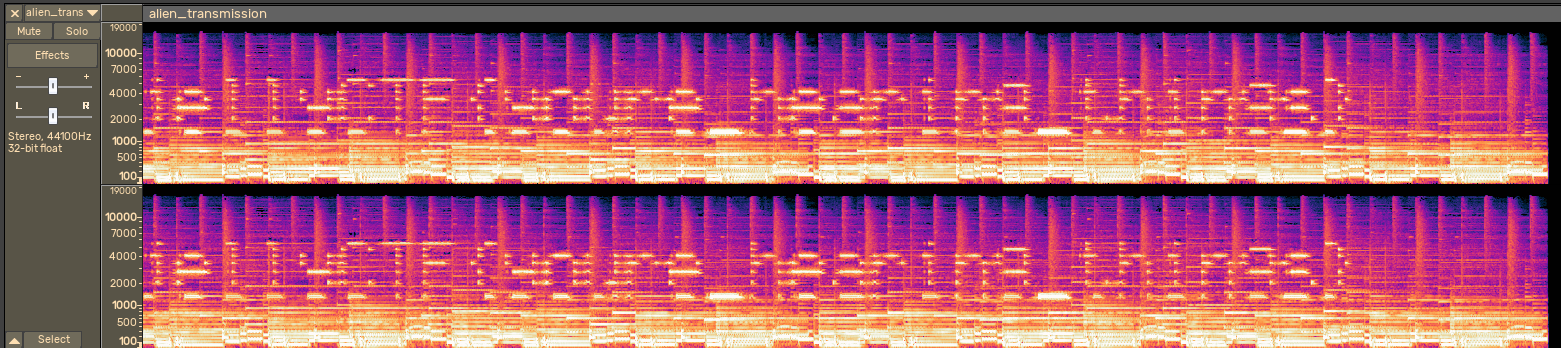 alien_trans
alien_transmission
Mute Solo
Effects
- +
L R
Stereo, 44100Hz
32-bit float
Select
19000
10000
7000
4000
2000
1000
500
100
19000
10000
7000
4000
2000
1000
500
100